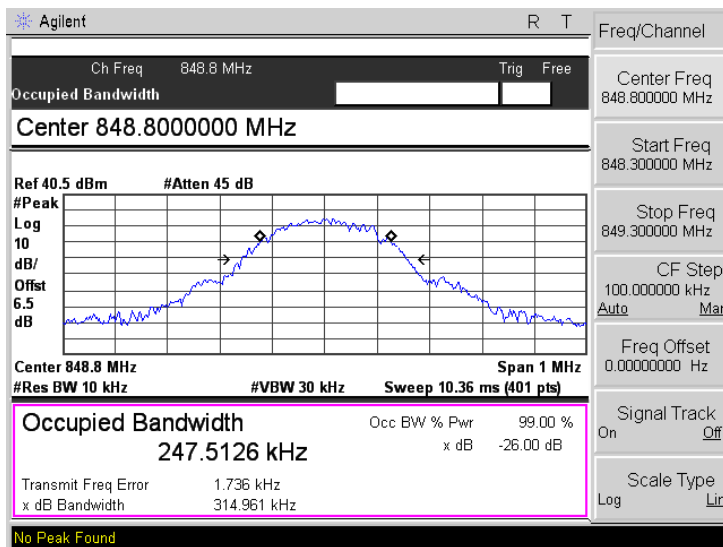 Agilent
R T
Ch Freq 848.8 MHz Trig Free
Occupied Bandwidth
Center 848.8000000 MHz
Ref 40.5 dBm #Atten 45 dB
#Peak
Log
10
dB/
Offst
6.5
dB
Center 848.8 MHz Span 1 MHz
#Res BW 10 kHz #VBW 30 kHz Sweep 10.36 ms (401 pts)
Occupied Bandwidth
247.5126 kHz
Occ BW % Pwr 99.00 %
x dB -26.00 dB
Transmit Freq Error 1.736 kHz
x dB Bandwidth 314.961 kHz
No Peak Found
Freq/Channel
Center Freq
848.800000 MHz
Start Freq
848.300000 MHz
Stop Freq
849.300000 MHz
CF Step
100.000000 kHz
Auto Mar
Freq Offset
0.00000000 Hz
Signal Track
On Off
Scale Type
Log Lin